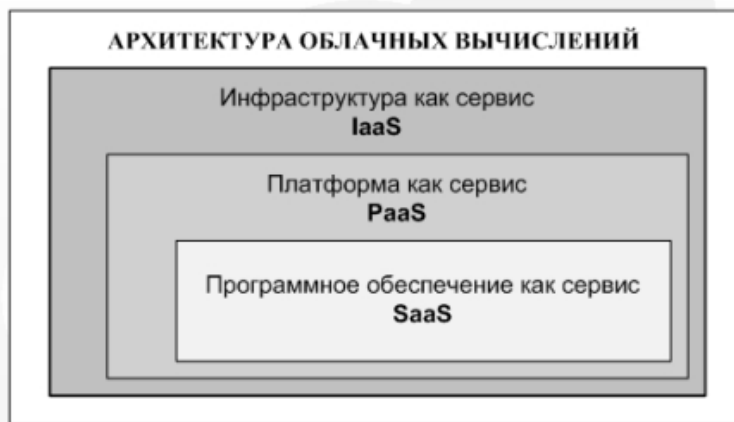 АРХИТЕКТУРА ОБЛАЧНЫХ ВЫЧИСЛЕНИЙ
Инфраструктура как сервис
IaaS
Платформа как сервис
PaaS
Программное обеспечение как сервис
SaaS